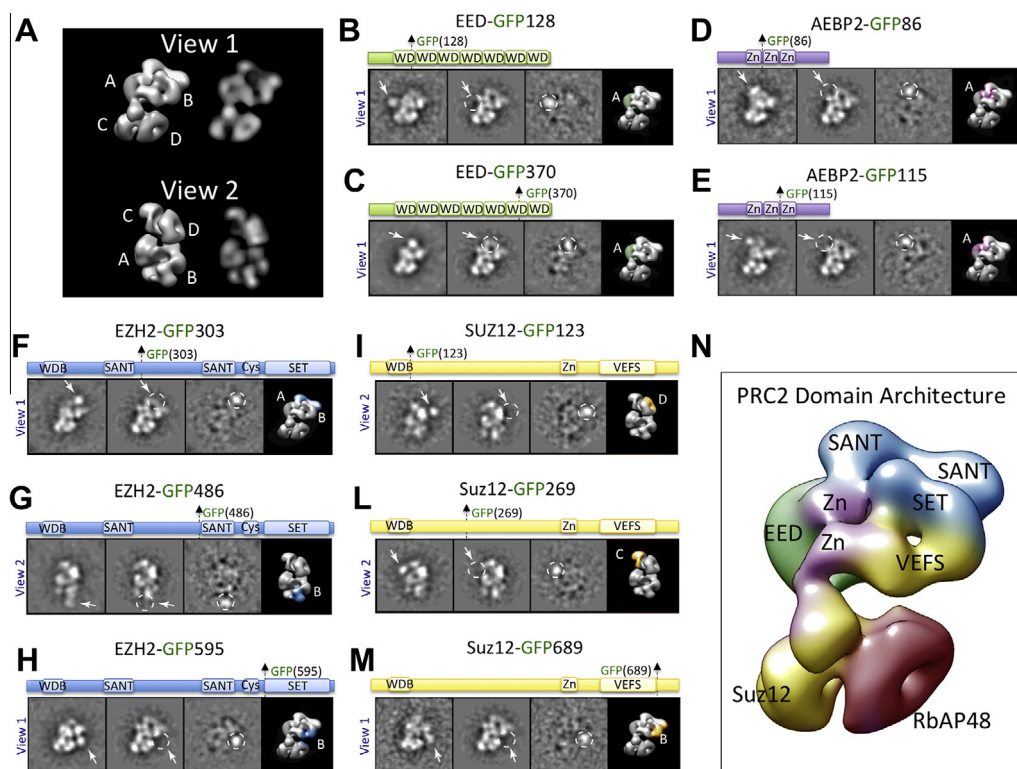 A
View 1
A
B
C
D
View 2
C
D
A
B
B
EED-GFP128
GFP(128)
WD WD WD WD WD WD WD
View 1
A
C
EED-GFP370
GFP(370)
WD WD WD WD WD WD WD
View 1
A
D
AEBP2-GFP86
GFP(86)
Zn Zn Zn
View 1
A
E
AEBP2-GFP115
GFP(115)
Zn Zn Zn
View 1
A
F
EZH2-GFP303
GFP(303)
WDB SANT SANT Cys SET
View 1
A
B
G
EZH2-GFP486
GFP(486)
WDB SANT SANT Cys SET
View 2
B
H
EZH2-GFP595
GFP(595)
WDB SANT SANT Cys SET
View 1
B
I
SUZ12-GFP123
GFP(123)
WDB Zn VEFS
View 2
D
L
Suz12-GFP269
GFP(269)
WDB Zn VEFS
View 2
C
M
Suz12-GFP689
GFP(689)
WDB Zn VEFS
View 1
B
N
PRC2 Domain Architecture
SANT
SANT
Zn
SET
EED
Zn
VEFS
Suz12
RbAP48